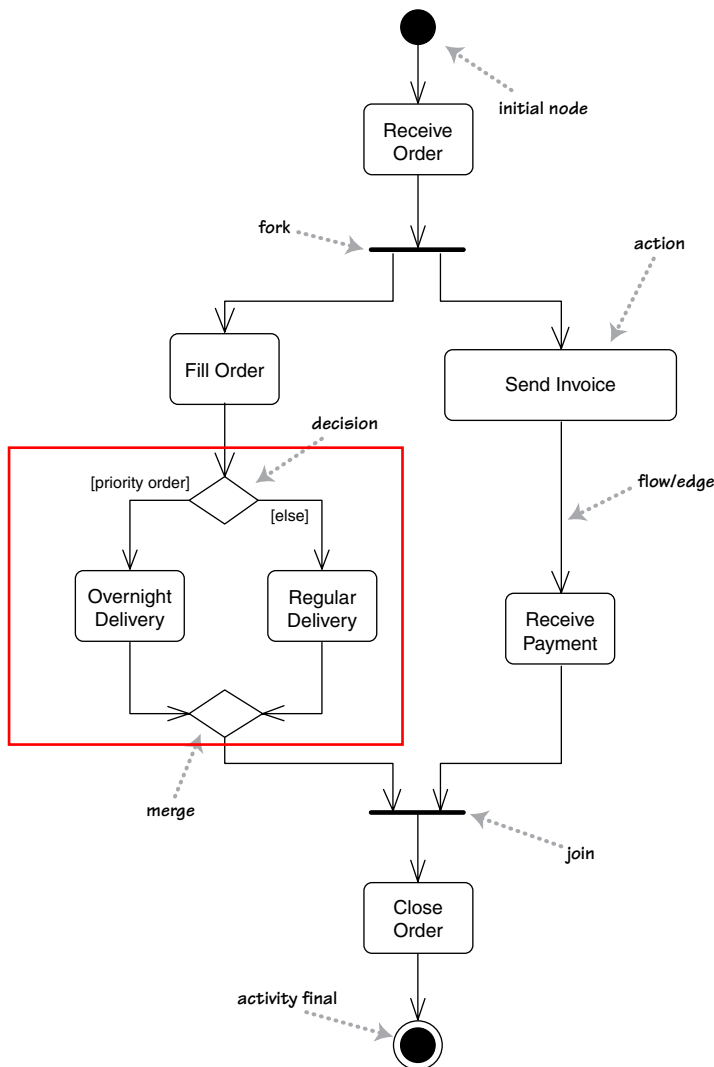 initial node
Receive
Order
fork
action
Fill Order
Send Invoice
decision
[priority order]
[else]
flow/edge
Overnight
Delivery
Regular
Delivery
Receive
Payment
merge
join
Close
Order
activity final